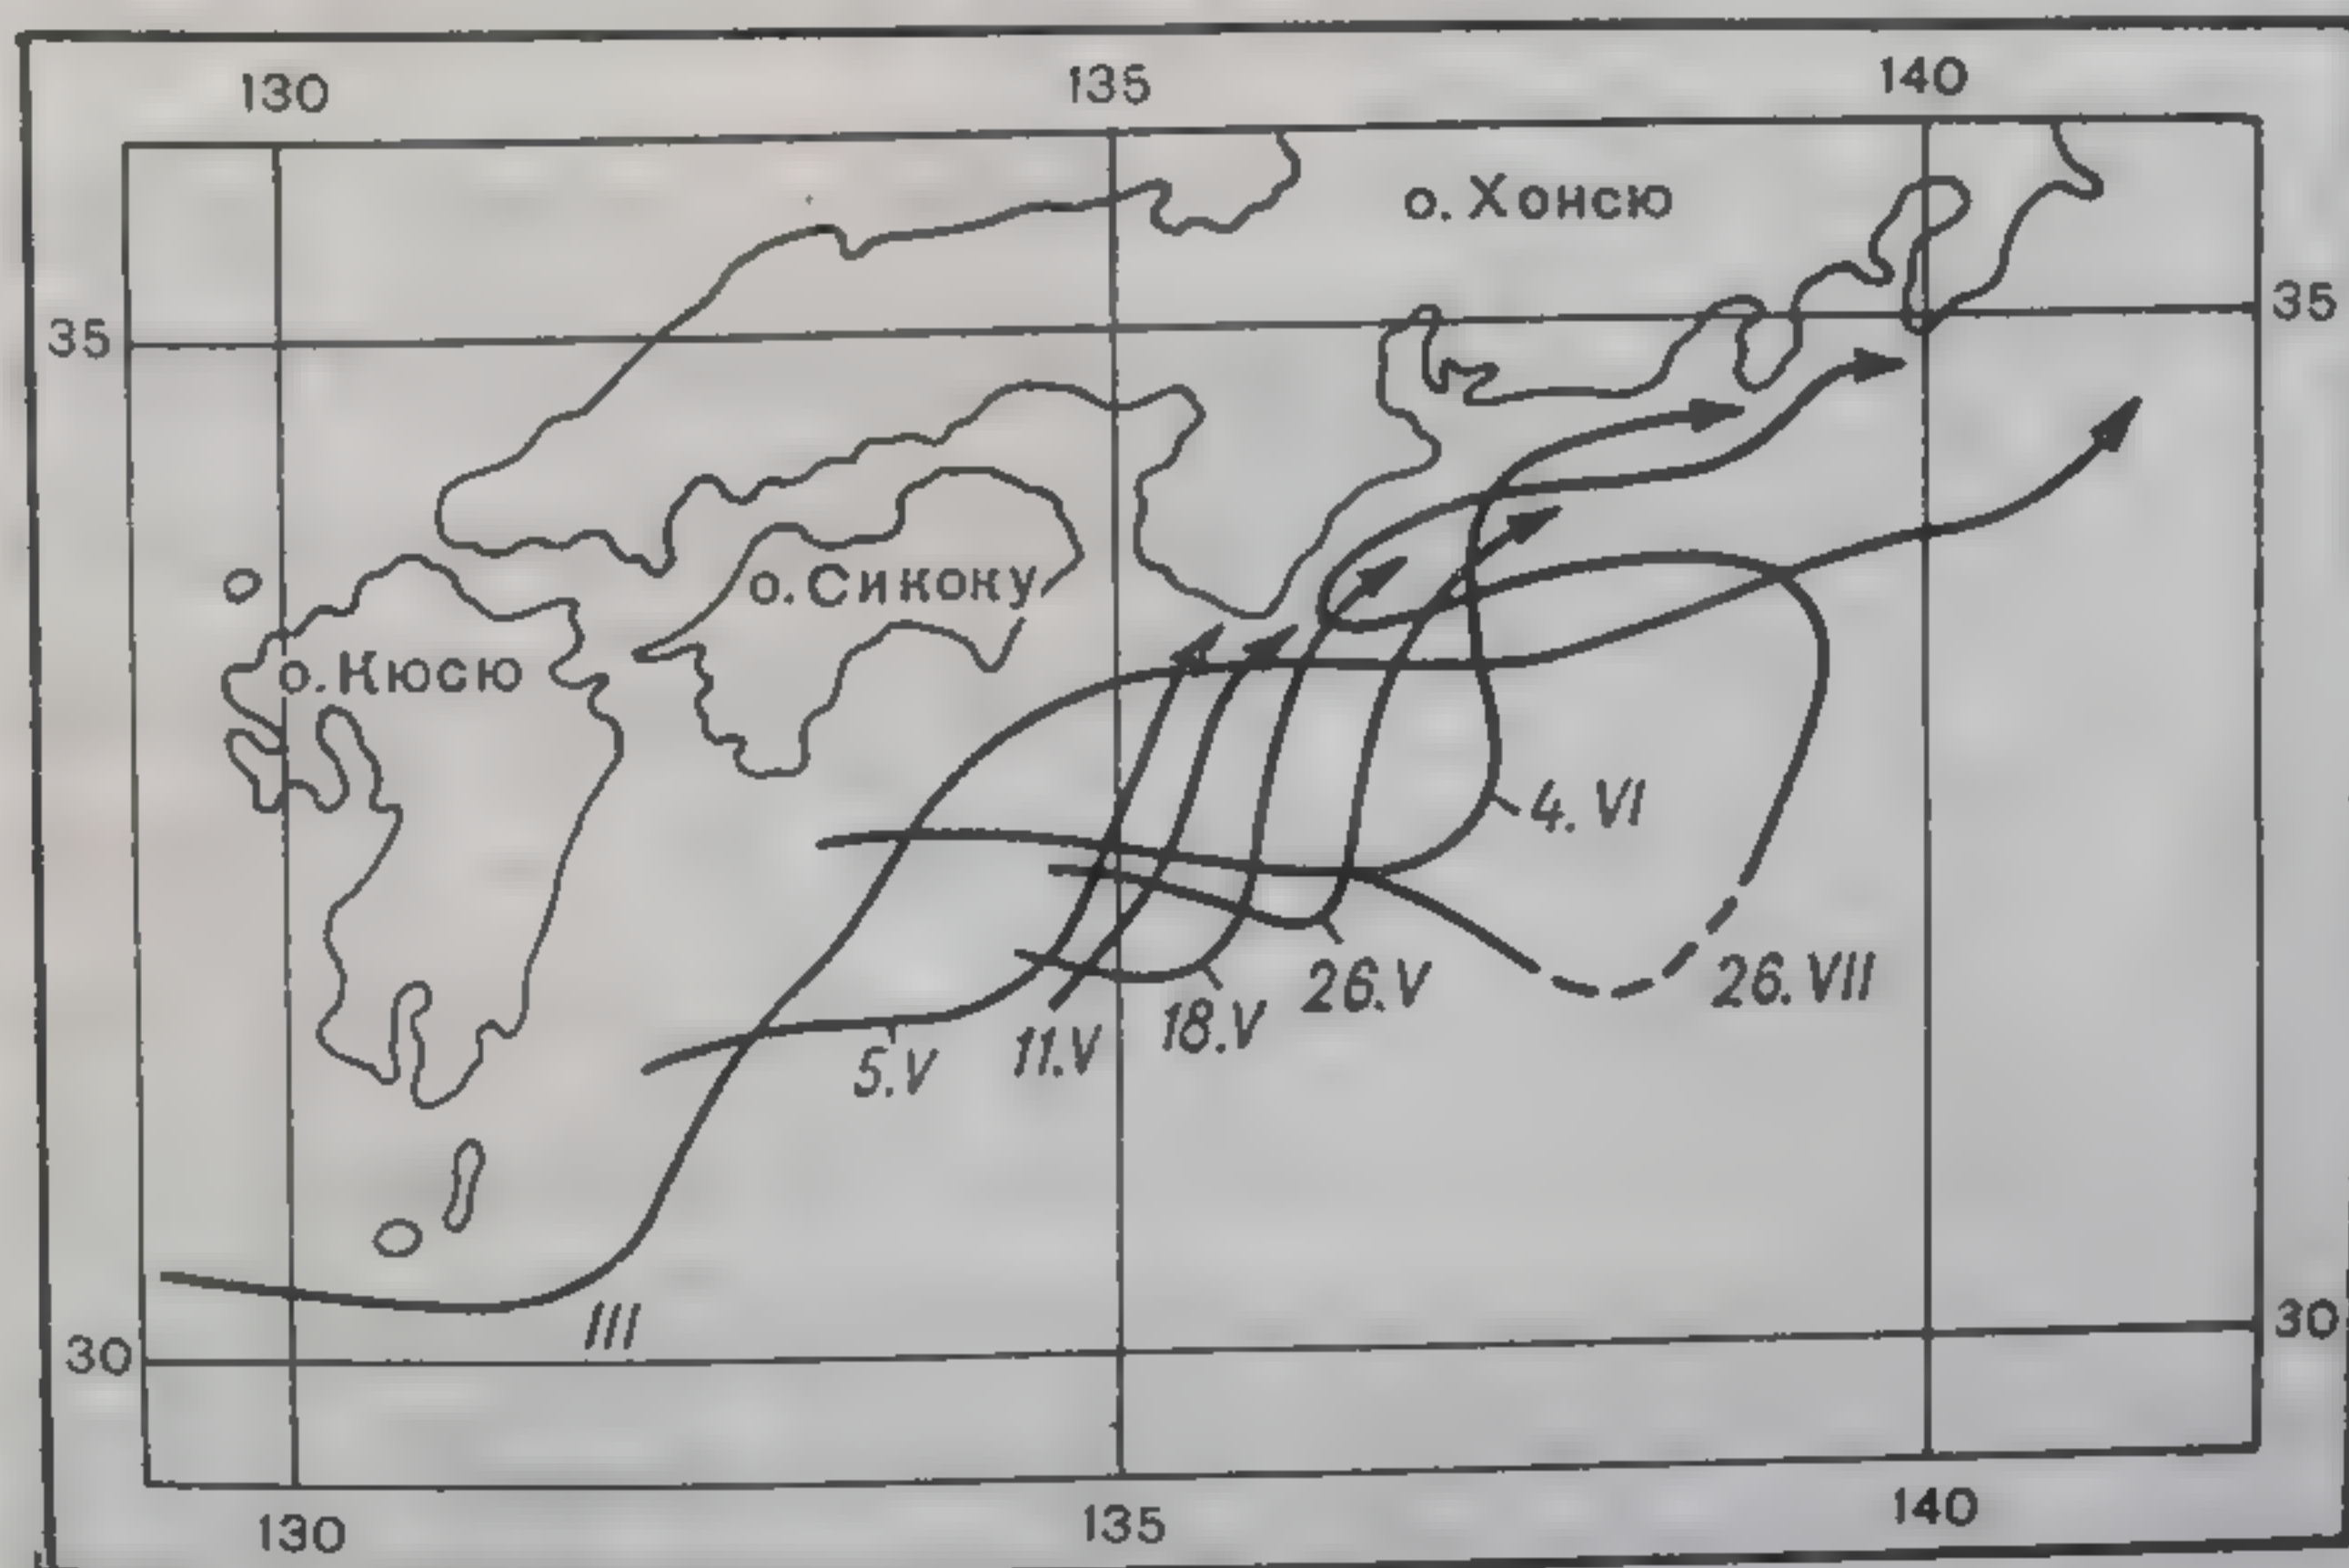 130 135 140
о. Хонсю
35 35
о. Сикоку
о. Кюсю
4. VI
26. V 26. VII
18. V
11. V
5. V
III
30 30
130 135 140